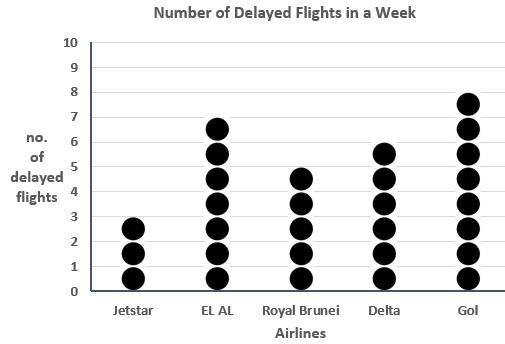 Number of Delayed Flights in a Week
10
9
8
7
6
5
4
3
2
1
0
no.
of
delayed
flights
Jetstar EL AL Royal Brunei Delta Gol
Airlines